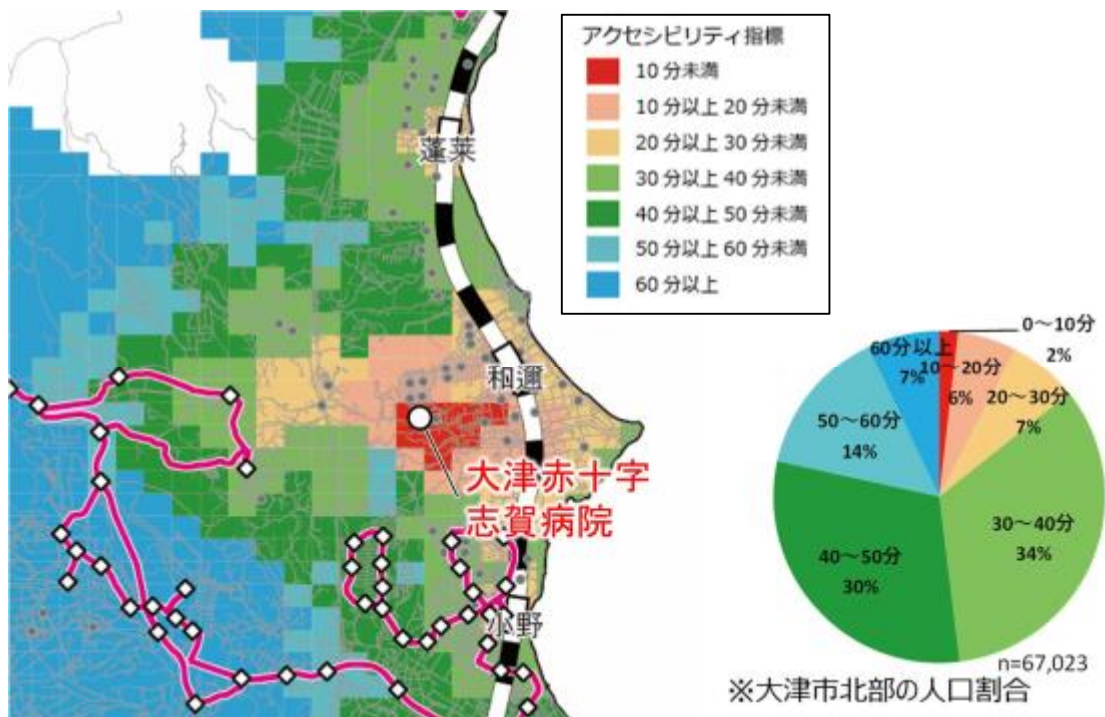 アクセシビリティ指標
10分未満
10分以上20分未満
20分以上30分未満
30分以上40分未満
40分以上50分未満
50分以上60分未満
60分以上
蓬莱
和邇
大津赤十字
志賀病院
小野
0～10分
2%
10～20分
6%
20～30分
7%
30～40分
34%
40～50分
30%
50～60分
14%
60分以上
7%
n=67,023
※大津市北部の人口割合